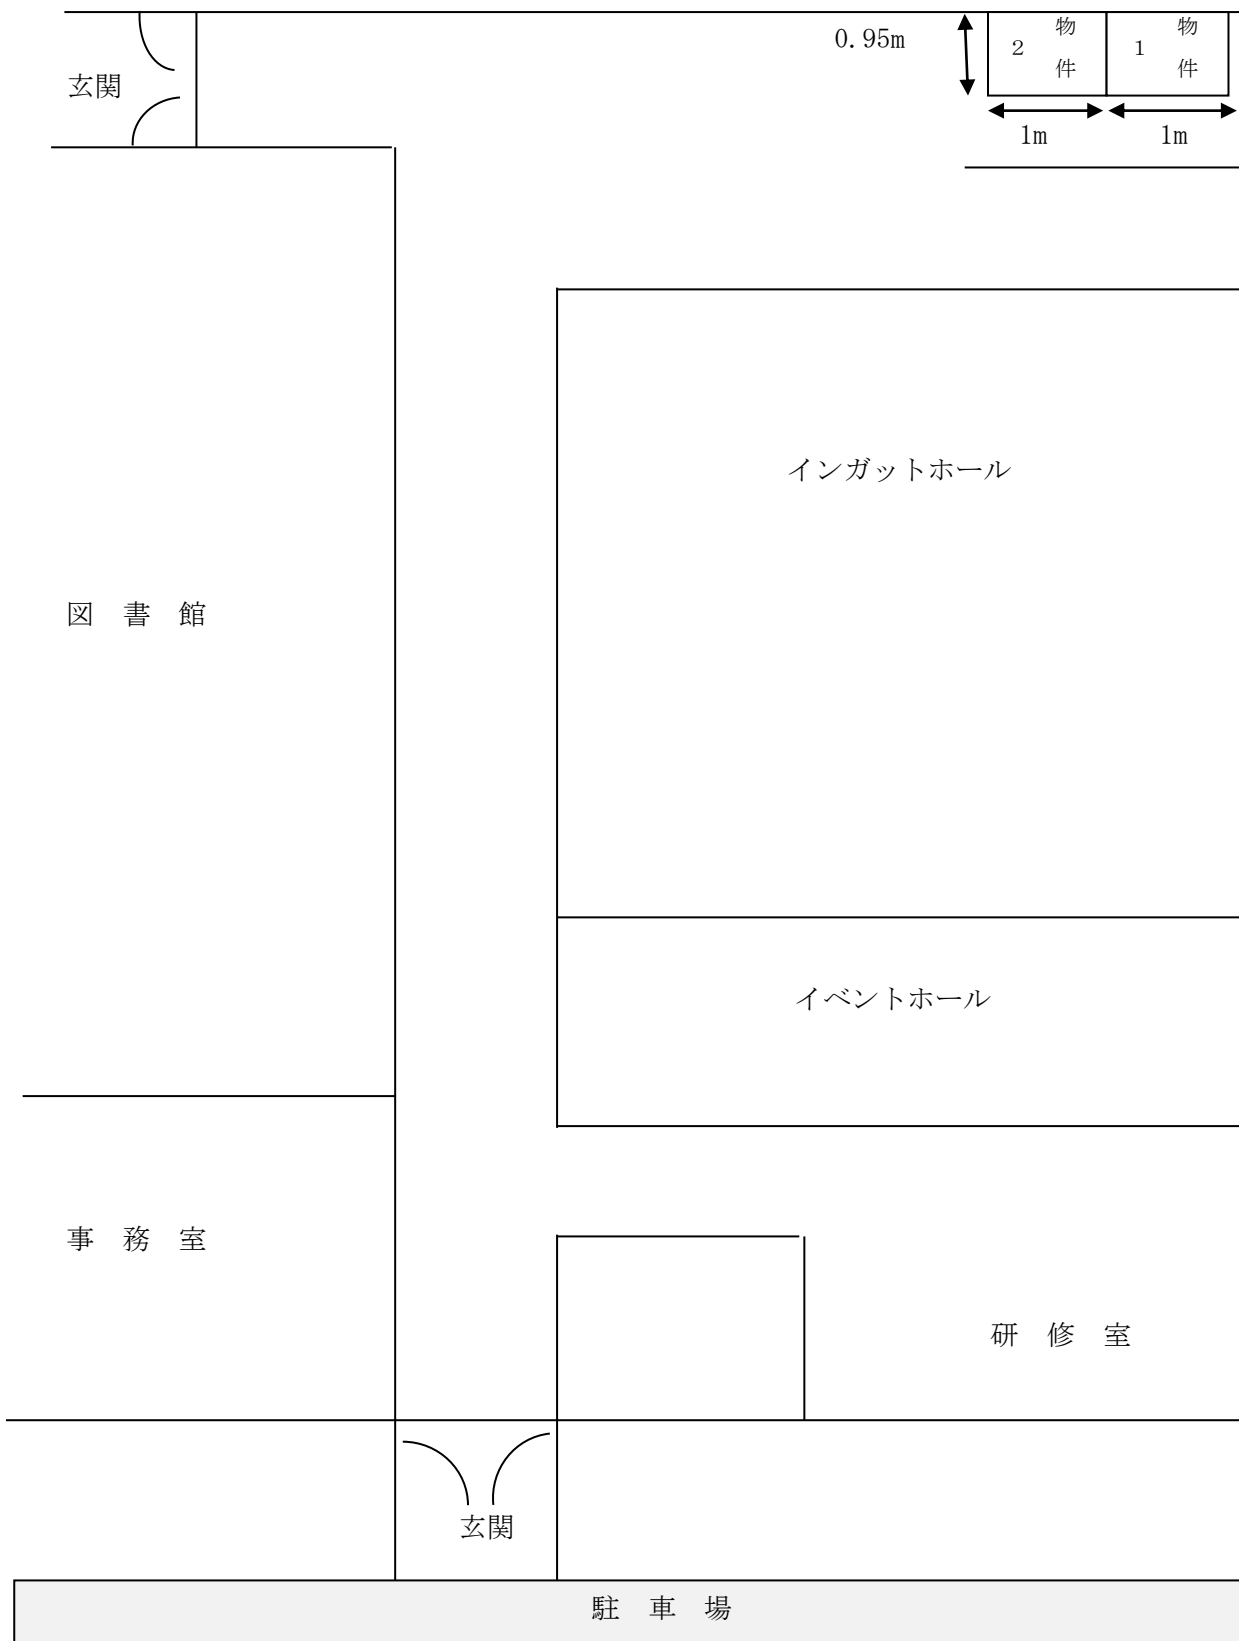 0.95m
物件
2
物件
1
玄関
1m
1m
インガットホール
図　書　館
イベントホール
事　務　室
研　修　室
玄関
駐　車　場